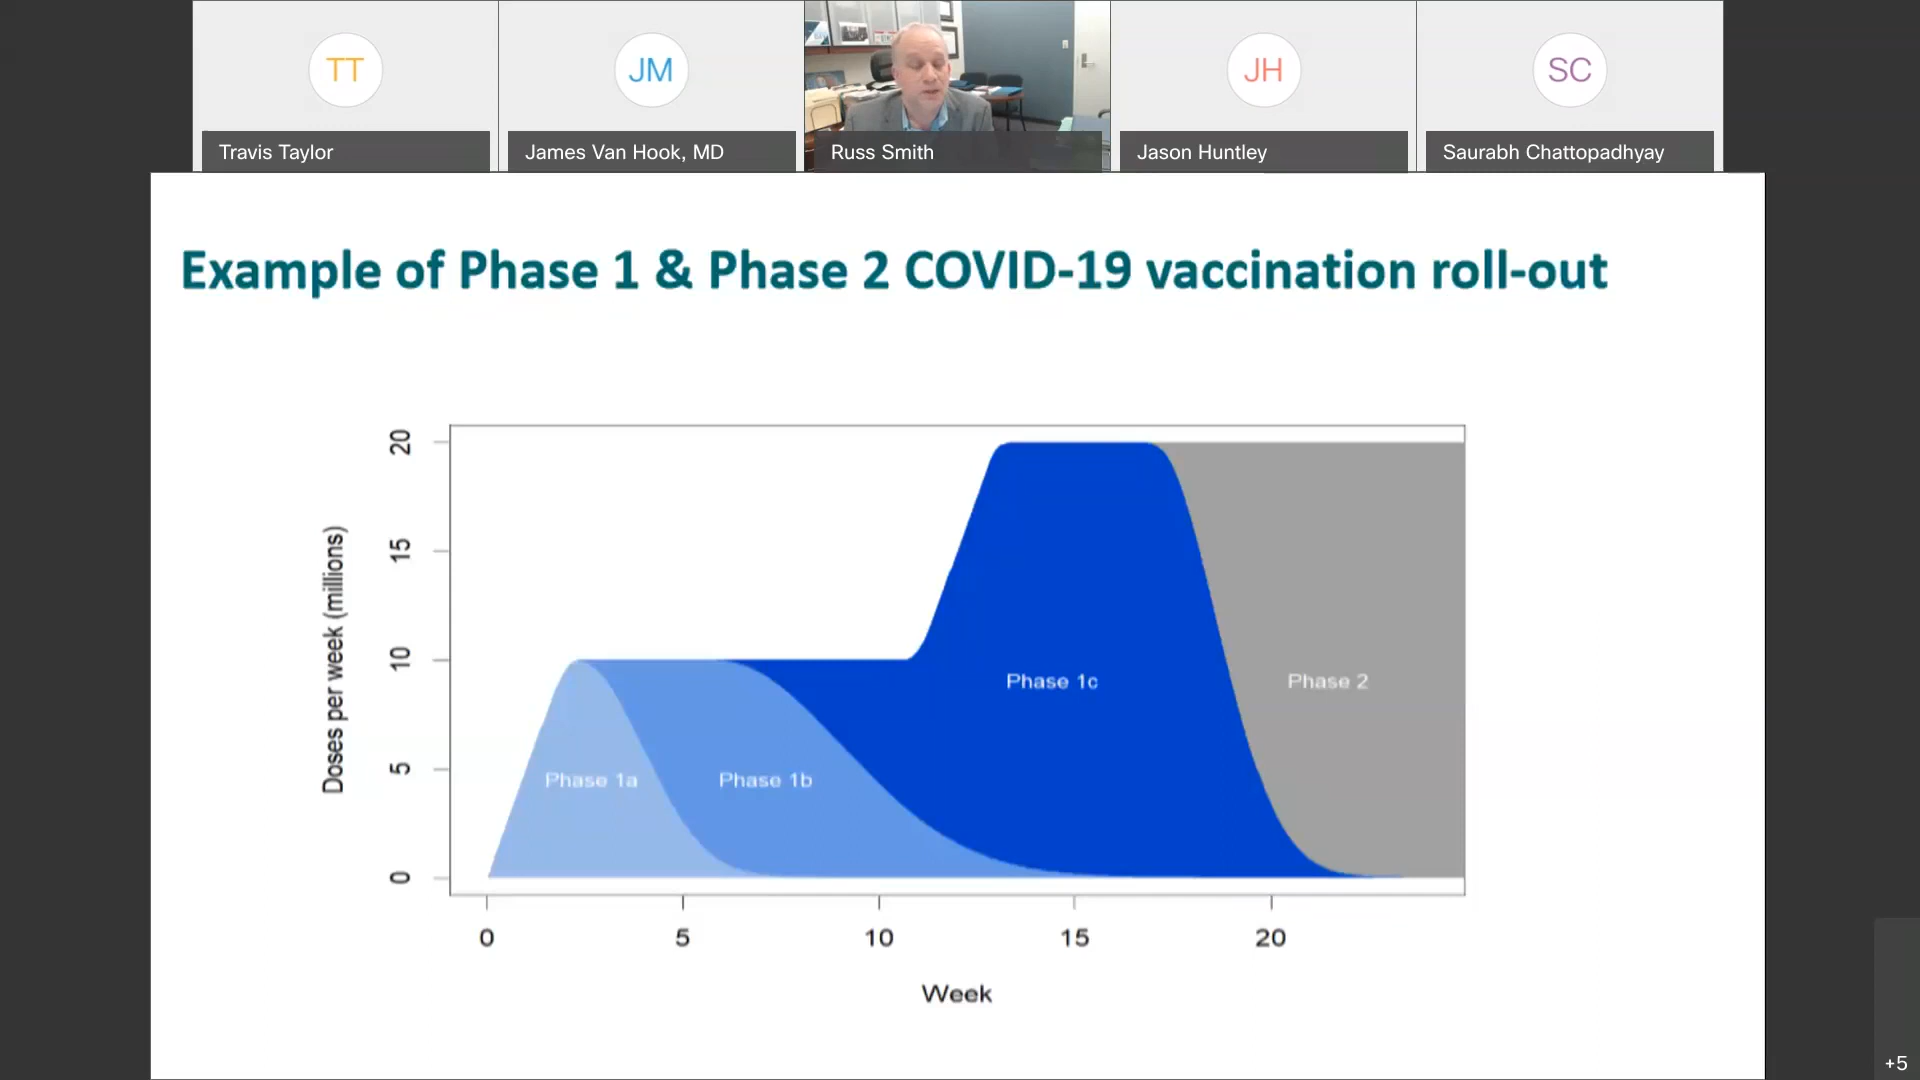 TT
JM
JH
SC
Travis Taylor
James Van Hook, MD
Russ Smith
Jason Huntley
Saurabh Chattopadhyay
Example of Phase 1 & Phase 2 COVID-19 vaccination roll-out
Doses per week (millions)
20
15
10
5
0
Phase 1a
Phase 1b
Phase 1c
Phase 2
0
5
10
15
20
Week
+5